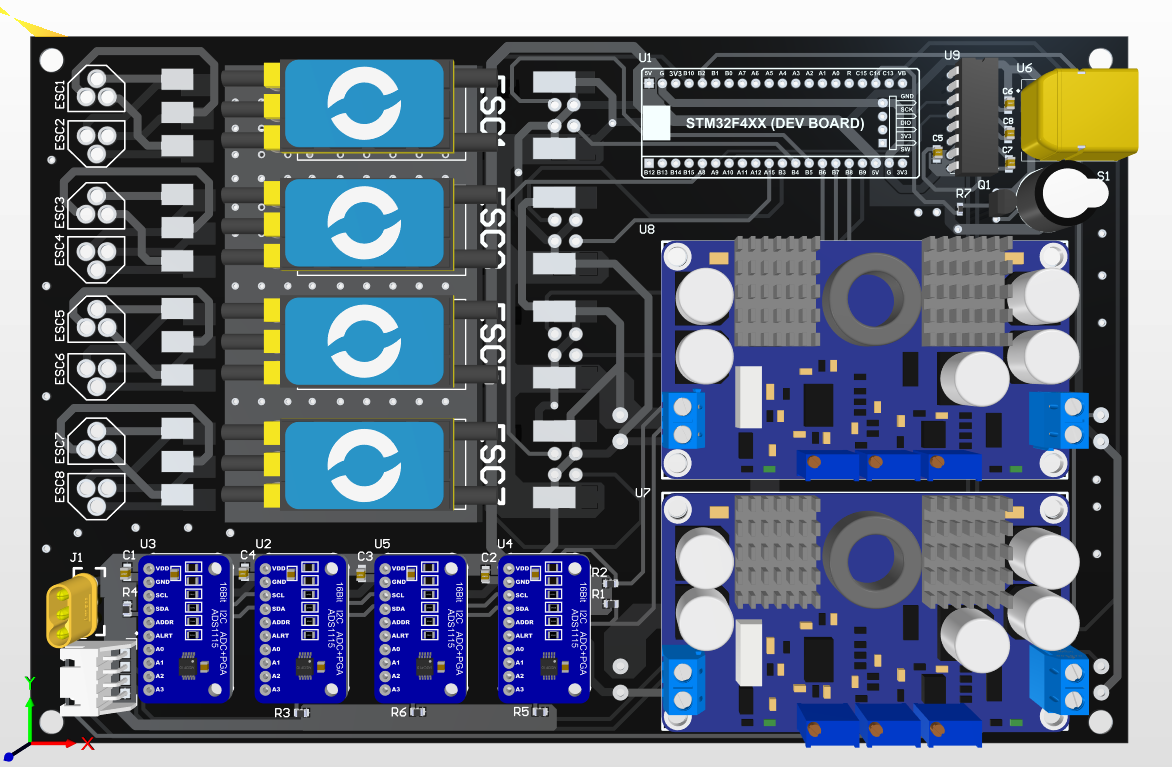 ESC1
ESC2
ESC3
ESC4
ESC5
ESC6
ESC7
ESC8
ESC
ESC
ESC
ESC
U1
5V G 3V3 B10 B2 B1 B0 A7 A6 A5 A4 A3 A2 A1 A0 R C15 C14 C13 VB
GND
SCK
DIO
3V3
SW
STM32F4XX (DEV BOARD)
B12 B13 B14 B15 A8 A9 A10 A11 A12 A15 B3 B4 B5 B6 B7 B8 B9 5V G 3V3
U9
U6
C6
C8
C7
C5
R7
Q1
S1
U8
U7
J1
C1
R4
U3
VDD
GND
SCL
SDA
ADDR
ALRT
A0
A1
A2
A3
16Bit I2C ADC+PGA
ADS1115
C4
U2
VDD
GND
SCL
SDA
ADDR
ALRT
A0
A1
A2
A3
16Bit I2C ADC+PGA
ADS1115
R3
C3
U5
VDD
GND
SCL
SDA
ADDR
ALRT
A0
A1
A2
A3
16Bit I2C ADC+PGA
ADS1115
R6
C2
U4
VDD
GND
SCL
SDA
ADDR
ALRT
A0
A1
A2
A3
16Bit I2C ADC+PGA
ADS1115
R5
R2
R1
Y
X